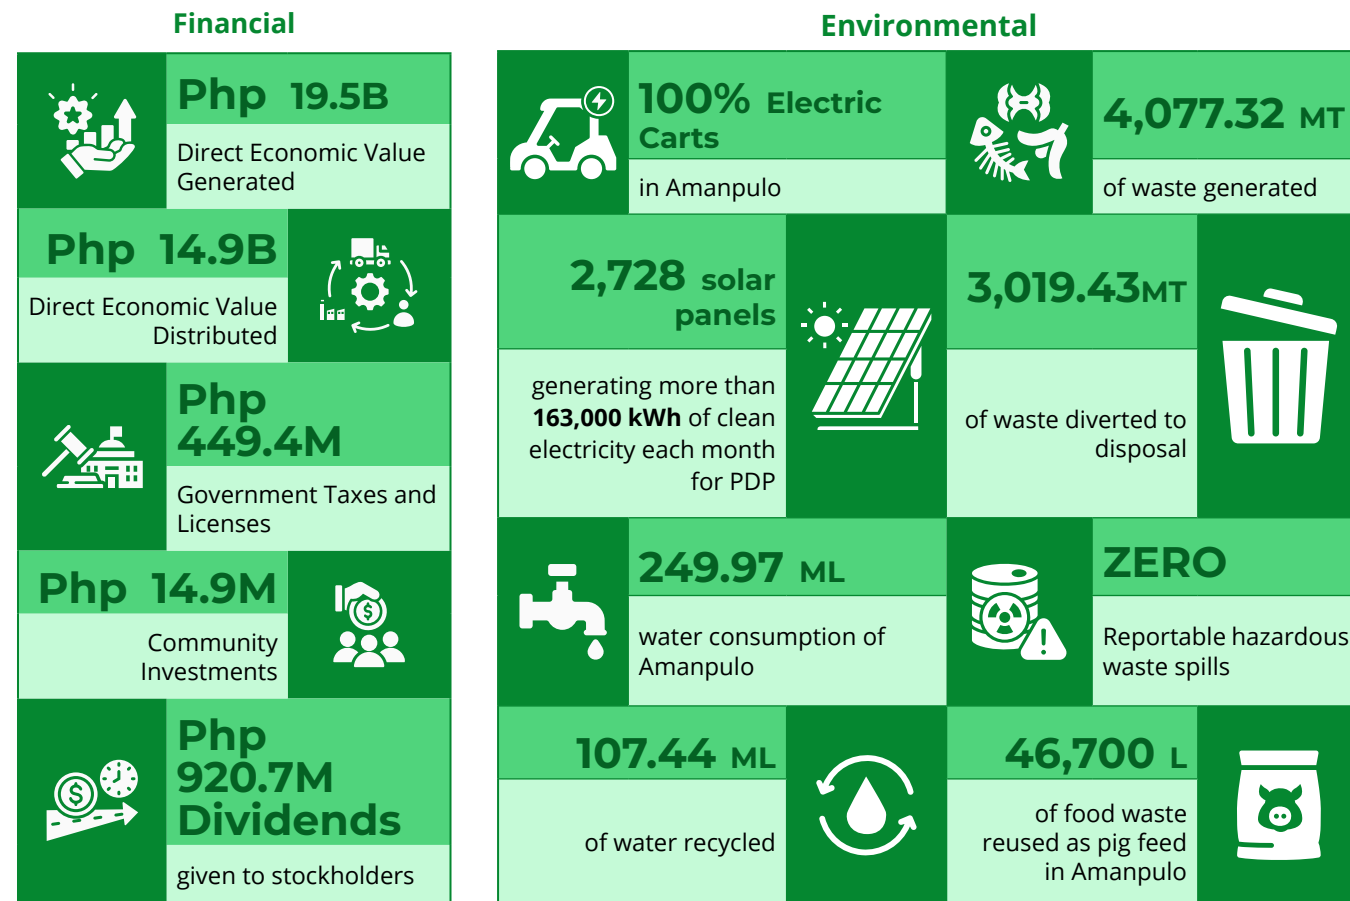 Financial
Php 19.5B
Direct Economic Value
Generated
Php 14.9B
Direct Economic Value
Distributed
Php
449.4M
Government Taxes and
Licenses
Php 14.9M
Community
Investments
Php
920.7M
Dividends
given to stockholders
Environmental
100% Electric
Carts
in Amanpulo
4,077.32 MT
of waste generated
2,728 solar
panels
generating more than
163,000 kWh of clean
electricity each month
for PDP
3,019.43MT
of waste diverted to
disposal
249.97 ML
water consumption of
Amanpulo
ZERO
Reportable hazardous
waste spills
107.44 ML
of water recycled
46,700 L
of food waste
reused as pig feed
in Amanpulo